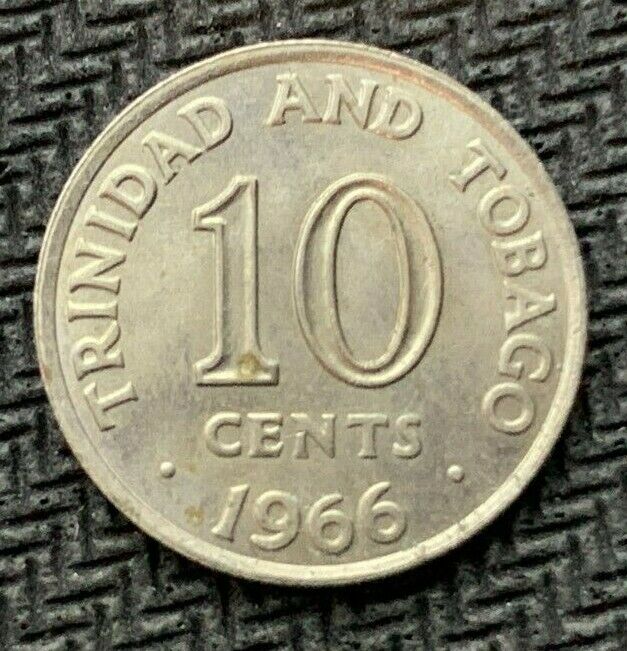 TRINIDAD AND TOBAGO
10
CENTS
· 1966 ·